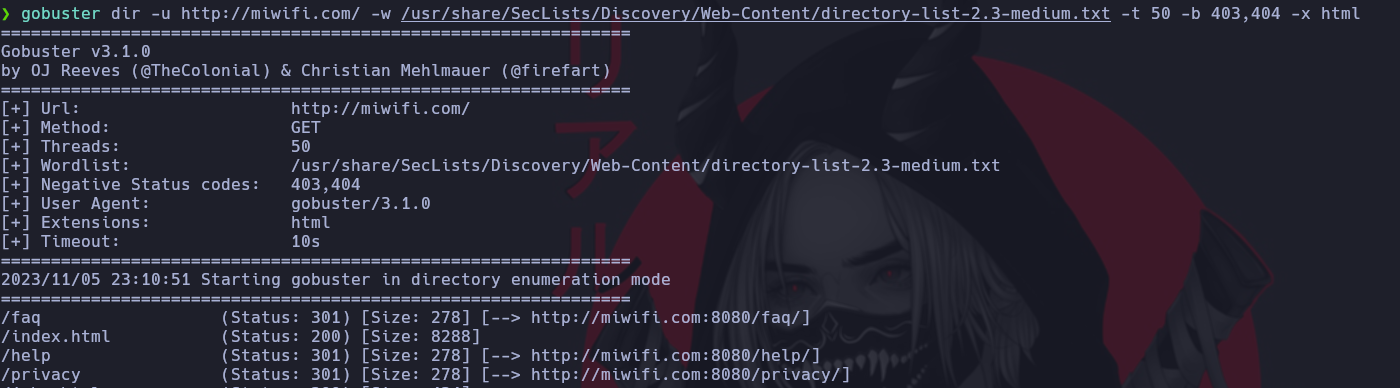 ❯ gobuster dir -u http://miwifi.com/ -w /usr/share/SecLists/Discovery/Web-Content/directory-list-2.3-medium.txt -t 50 -b 403,404 -x html
===============================================================
Gobuster v3.1.0
by OJ Reeves (@TheColonial) & Christian Mehlmauer (@firefart)
===============================================================
[+] Url:                     http://miwifi.com/
[+] Method:                  GET
[+] Threads:                 50
[+] Wordlist:                /usr/share/SecLists/Discovery/Web-Content/directory-list-2.3-medium.txt
[+] Negative Status codes:   403,404
[+] User Agent:              gobuster/3.1.0
[+] Extensions:              html
[+] Timeout:                 10s
===============================================================
2023/11/05 23:10:51 Starting gobuster in directory enumeration mode
===============================================================
/faq                  (Status: 301) [Size: 278] [--> http://miwifi.com:8080/faq/]
/index.html           (Status: 200) [Size: 8288]
/help                 (Status: 301) [Size: 278] [--> http://miwifi.com:8080/help/]
/privacy              (Status: 301) [Size: 278] [--> http://miwifi.com:8080/privacy/]
リアル